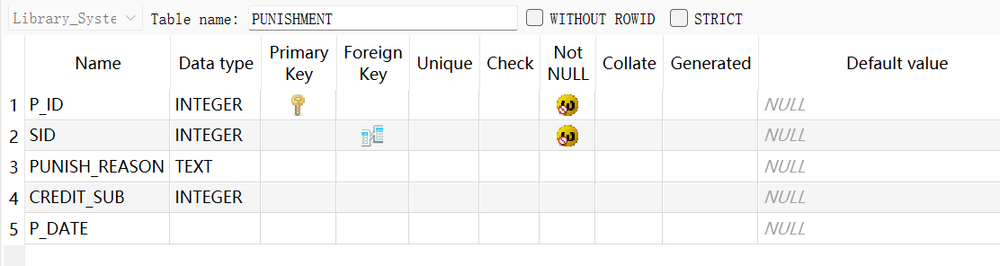 Library_Syste Table name: PUNISHMENT WITHOUT ROWID STRICT
Name Data type Primary Key Foreign Key Unique Check Not NULL Collate Generated Default value
1 P_ID INTEGER NULL
2 SID INTEGER NULL
3 PUNISH_REASON TEXT NULL
4 CREDIT_SUB INTEGER NULL
5 P_DATE NULL